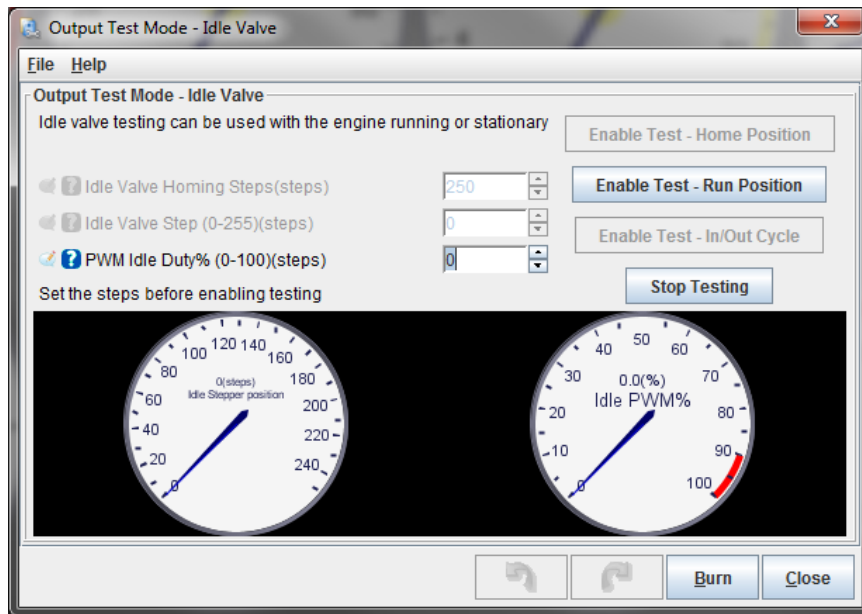 Output Test Mode - Idle Valve
File Help
Output Test Mode - Idle Valve
Idle valve testing can be used with the engine running or stationary
Enable Test - Home Position
Idle Valve Homing Steps(steps)
250
Enable Test - Run Position
Idle Valve Step (0-255)(steps)
0
Enable Test - In/Out Cycle
PWM Idle Duty% (0-100)(steps)
0
Set the steps before enabling testing
Stop Testing
0 20 40 60 80 100 120 140 160 180 200 220 240
0(steps)
Idle Stepper position
0 10 20 30 40 50 60 70 80 90 100
0.0(%)
Idle PWM%
Burn
Close